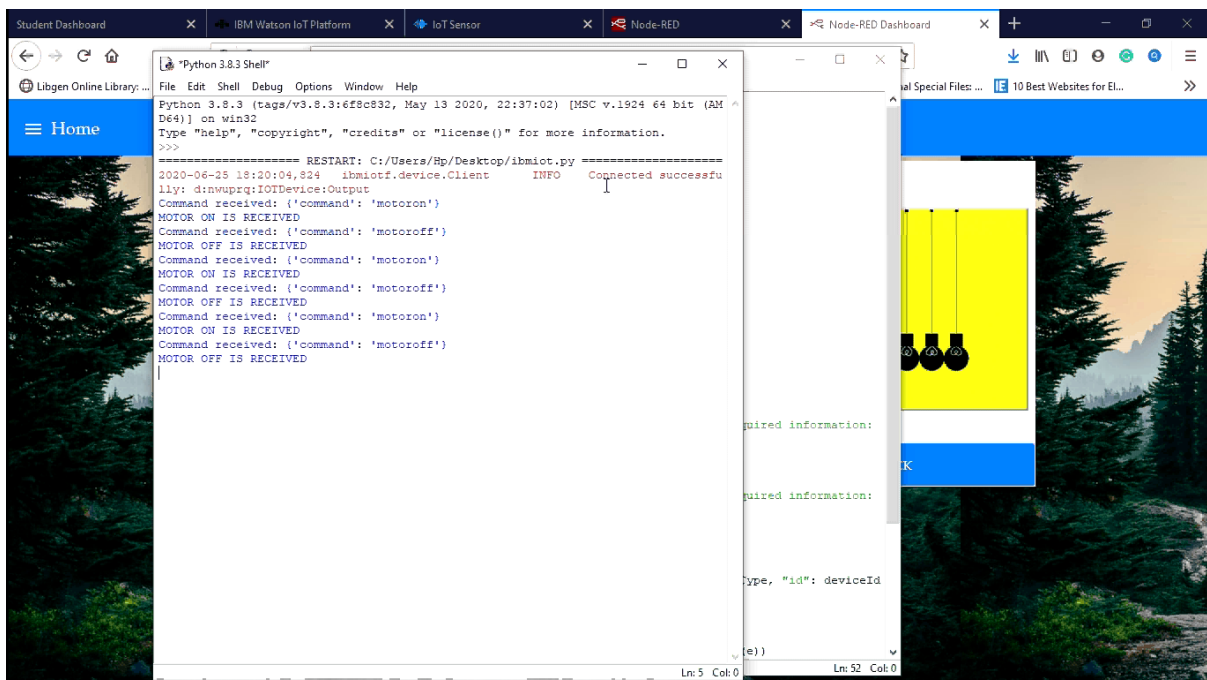 Student Dashboard
IBM Watson IoT Platform
IoT Sensor
Node-RED
Node-RED Dashboard
Libgen Online Library: ...
ial Special Files: ...
10 Best Websites for El...
Home
*Python 3.8.3 Shell*
File Edit Shell Debug Options Window Help
Python 3.8.3 (tags/v3.8.3:6f8c832, May 13 2020, 22:37:02) [MSC v.1924 64 bit (AM
D64)] on win32
Type "help", "copyright", "credits" or "license()" for more information.
>>>
==================== RESTART: C:/Users/Hp/Desktop/ibmiot.py ====================
2020-06-25 18:20:04,824 ibmiotf.device.Client INFO Connected successfu
lly: d:nwuprq:IOTDevice:Output
Command received: {'command': 'motoron'}
MOTOR ON IS RECEIVED
Command received: {'command': 'motoroff'}
MOTOR OFF IS RECEIVED
Command received: {'command': 'motoron'}
MOTOR ON IS RECEIVED
Command received: {'command': 'motoroff'}
MOTOR OFF IS RECEIVED
Command received: {'command': 'motoron'}
MOTOR ON IS RECEIVED
Command received: {'command': 'motoroff'}
MOTOR OFF IS RECEIVED
Ln: 5 Col: 0
quired information:
quired information:
Type, "id": deviceId
(e))
Ln: 52 Col: 0